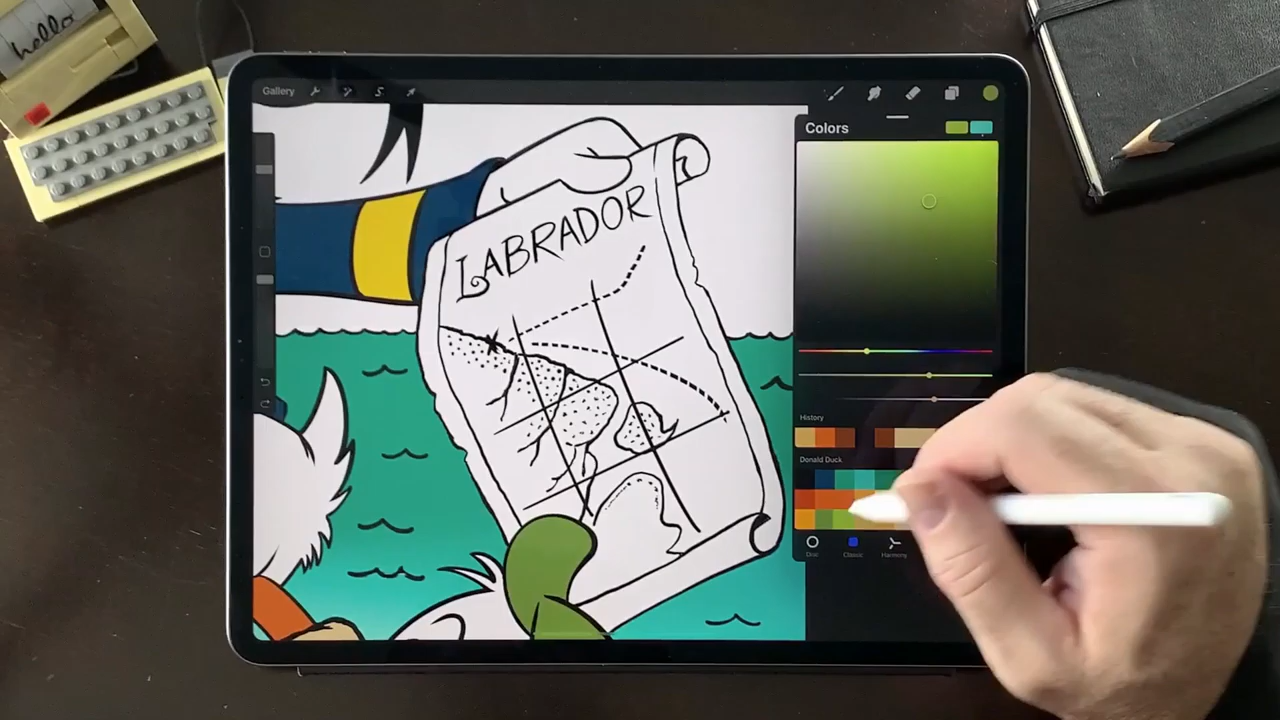 hello
Gallery
Colors
LABRADOR
History
Donald Duck
Disc
Classic
Harmony